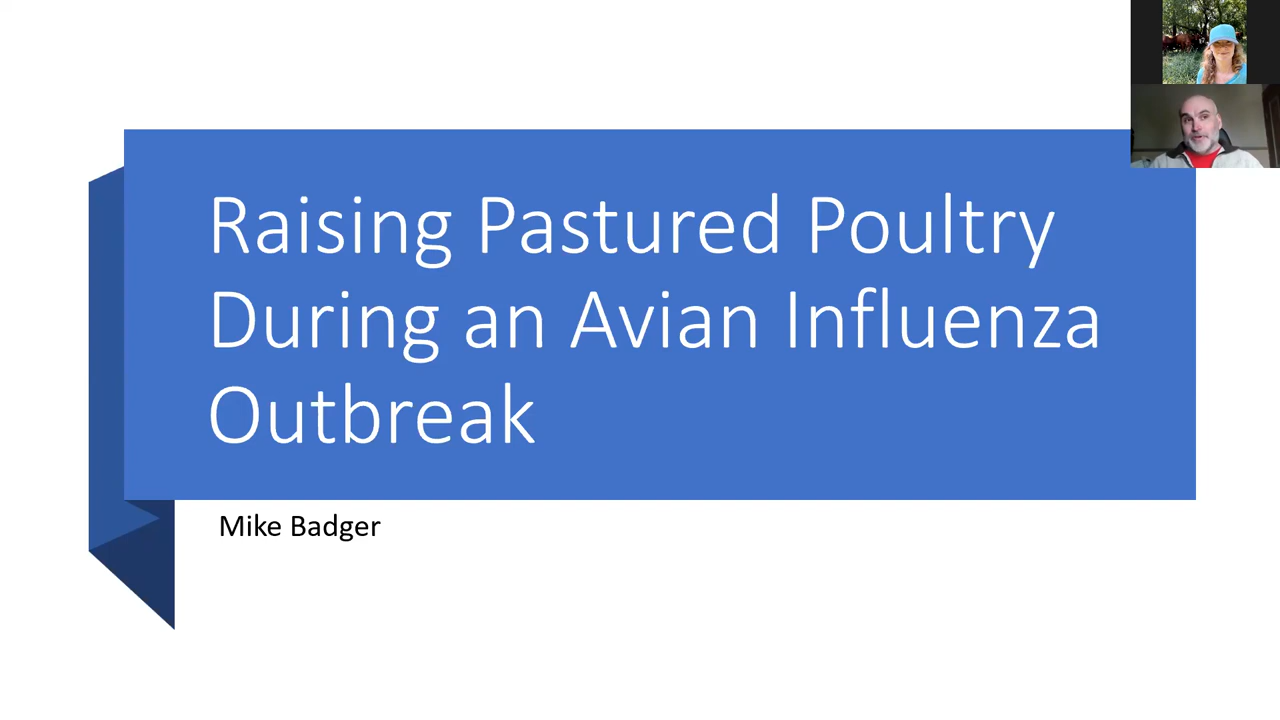 Raising Pastured Poultry
During an Avian Influenza
Outbreak
Mike Badger